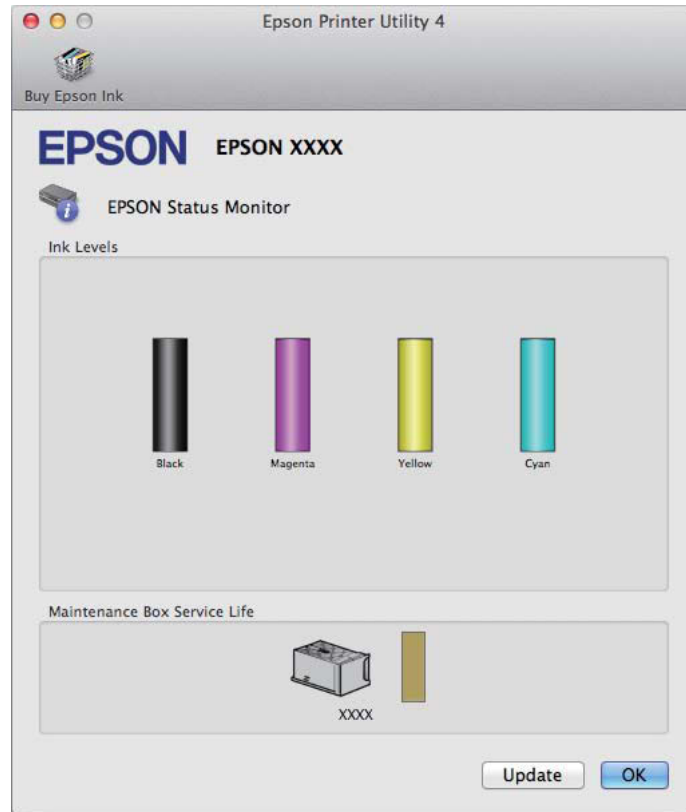 Epson Printer Utility 4
Buy Epson Ink
EPSON EPSON XXXX
EPSON Status Monitor
Ink Levels
Black Magenta Yellow Cyan
Maintenance Box Service Life
XXXX
Update OK